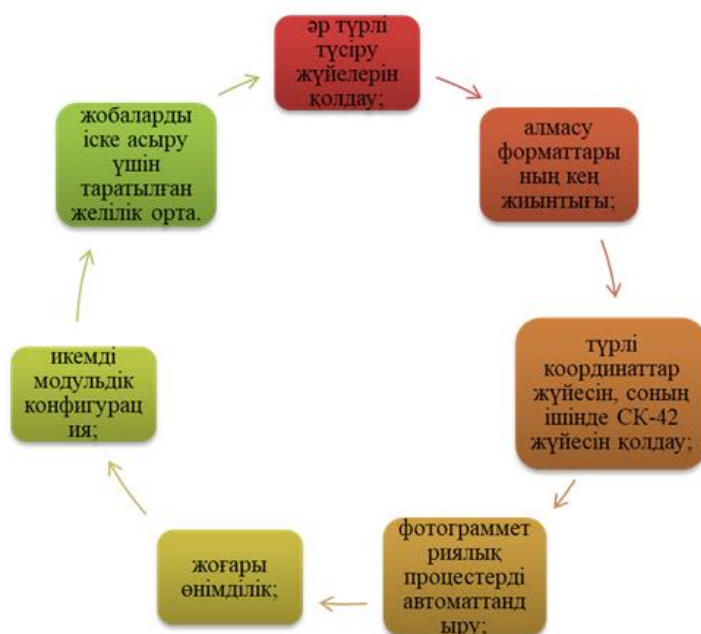 әр түрлі
түсіру
жүйелерін
қолдау;
алмасу
форматтары
ның кең
жиынтығы;
түрлі
координаттар
жүйесін, соның
ішінде СК-42
жүйесін қолдау;
фотограммет
риялық
процестерді
автоматтанд
ыру;
жоғары
өнімділік;
икемді
модульдік
конфигурац
ия;
жобаларды
іске асыру
үшін
таратылған
желілік орта.